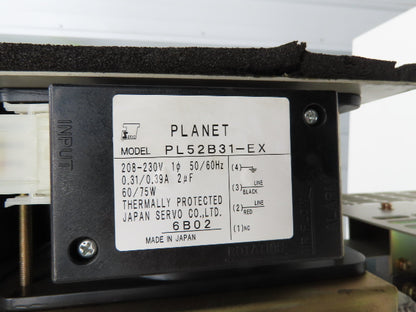 INPUT
PLANET
MODEL PL52B31-EX
208-230V 1φ 50/60Hz
0.31/0.39A 2μF
60/75W
THERMALLY PROTECTED
JAPAN SERVO CO.,LTD.
6B02
MADE IN JAPAN
(4)
(3) LINE
BLACK
(2) LINE
RED
(1) NC